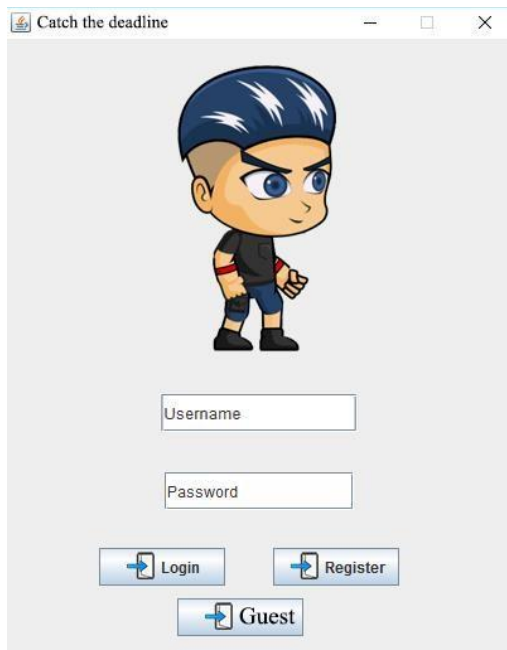 Catch the deadline
Username
Password
Login Register
Guest